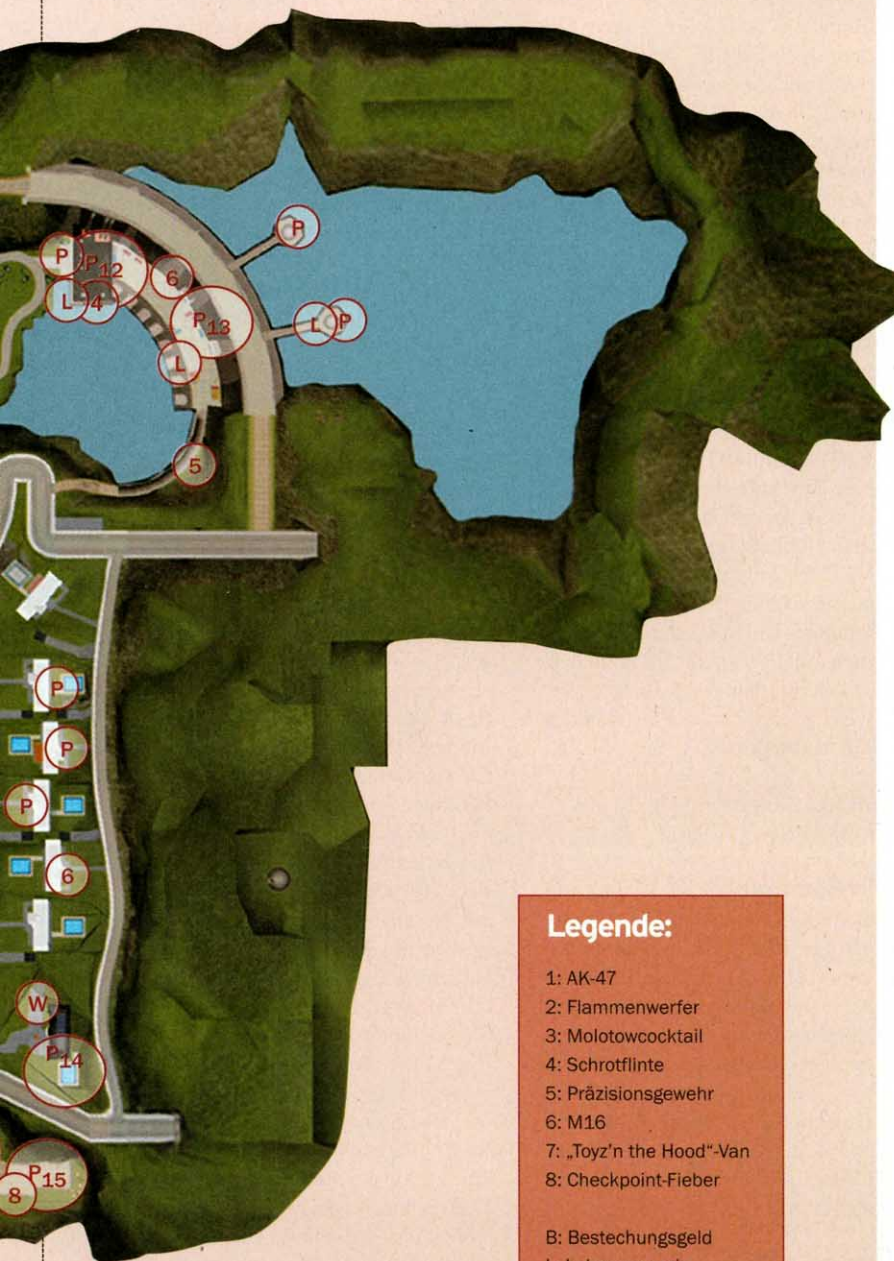 P
P
P12
6
L
4
P13
L
P
L
5
P
P
P
6
W
P14
P15
8
Legende:
1: AK-47
2: Flammenwerfer
3: Molotowcocktail
4: Schrotflinte
5: Präzisionsgewehr
6: M16
7: „Toyz'n the Hood“-Van
8: Checkpoint-Fieber
B: Bestechungsgeld